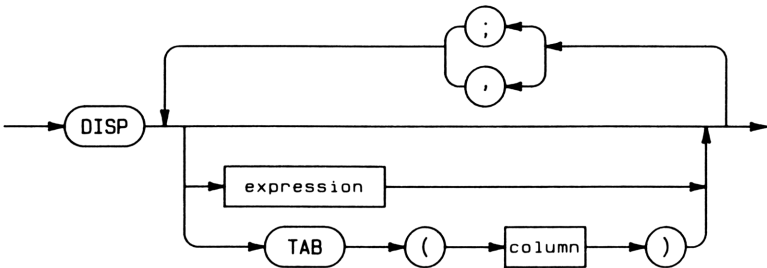 ;
,
DISP
expression
TAB ( column )